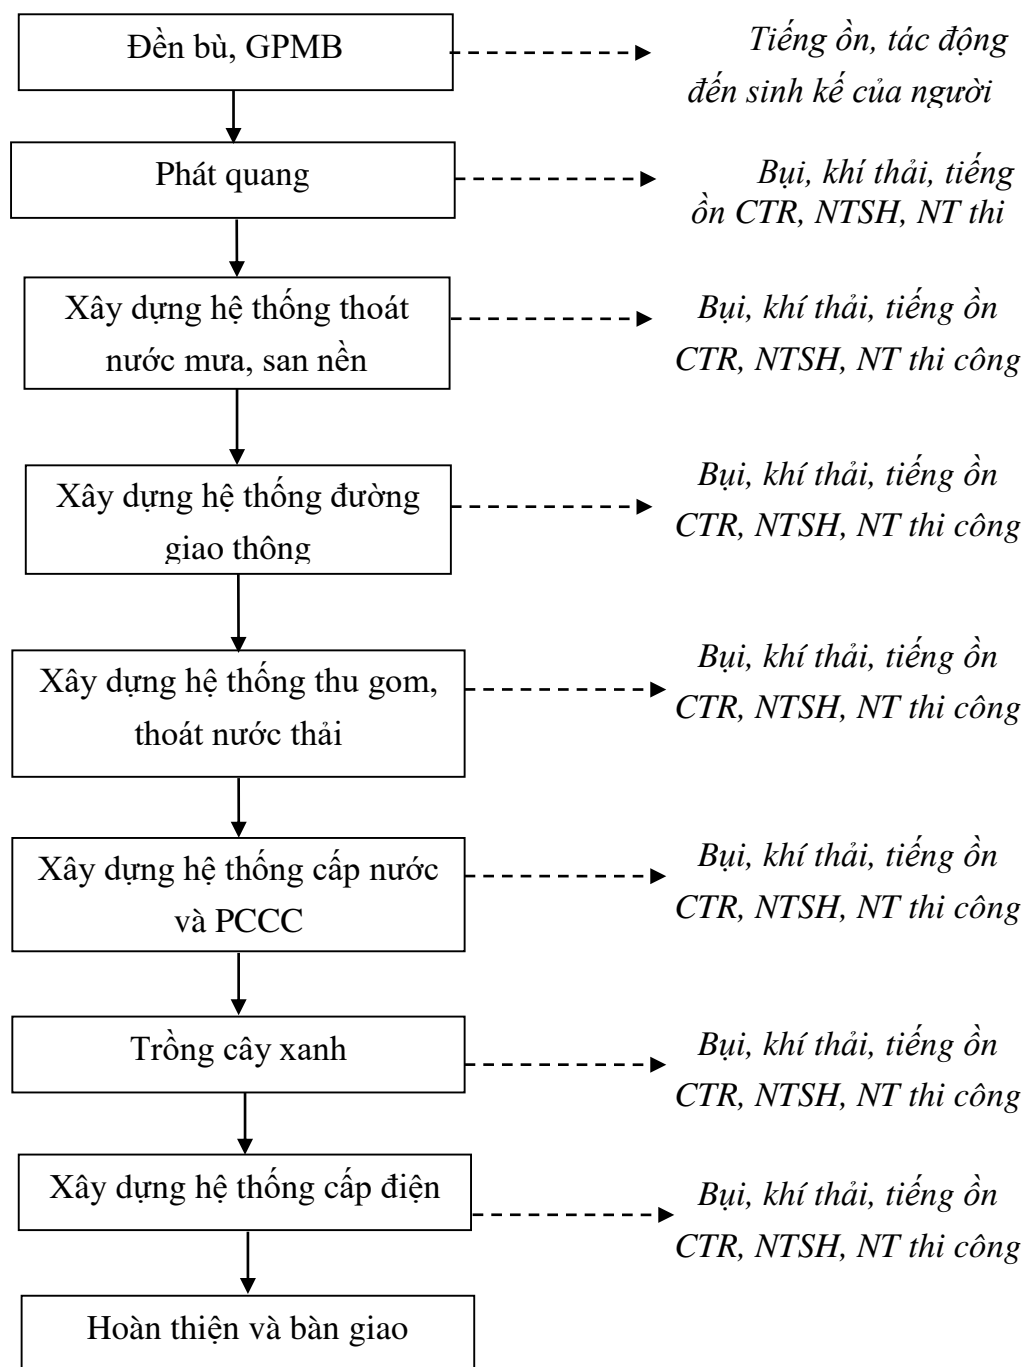 Đền bù, GPMB
Tiếng ồn, tác động
đến sinh kế của người
Phát quang
Bụi, khí thải, tiếng
ồn CTR, NTSH, NT thi
Xây dựng hệ thống thoát
nước mưa, san nền
Bụi, khí thải, tiếng ồn
CTR, NTSH, NT thi công
Xây dựng hệ thống đường
giao thông
Bụi, khí thải, tiếng ồn
CTR, NTSH, NT thi công
Xây dựng hệ thống thu gom,
thoát nước thải
Bụi, khí thải, tiếng ồn
CTR, NTSH, NT thi công
Xây dựng hệ thống cấp nước
và PCCC
Bụi, khí thải, tiếng ồn
CTR, NTSH, NT thi công
Trồng cây xanh
Bụi, khí thải, tiếng ồn
CTR, NTSH, NT thi công
Xây dựng hệ thống cấp điện
Bụi, khí thải, tiếng ồn
CTR, NTSH, NT thi công
Hoàn thiện và bàn giao